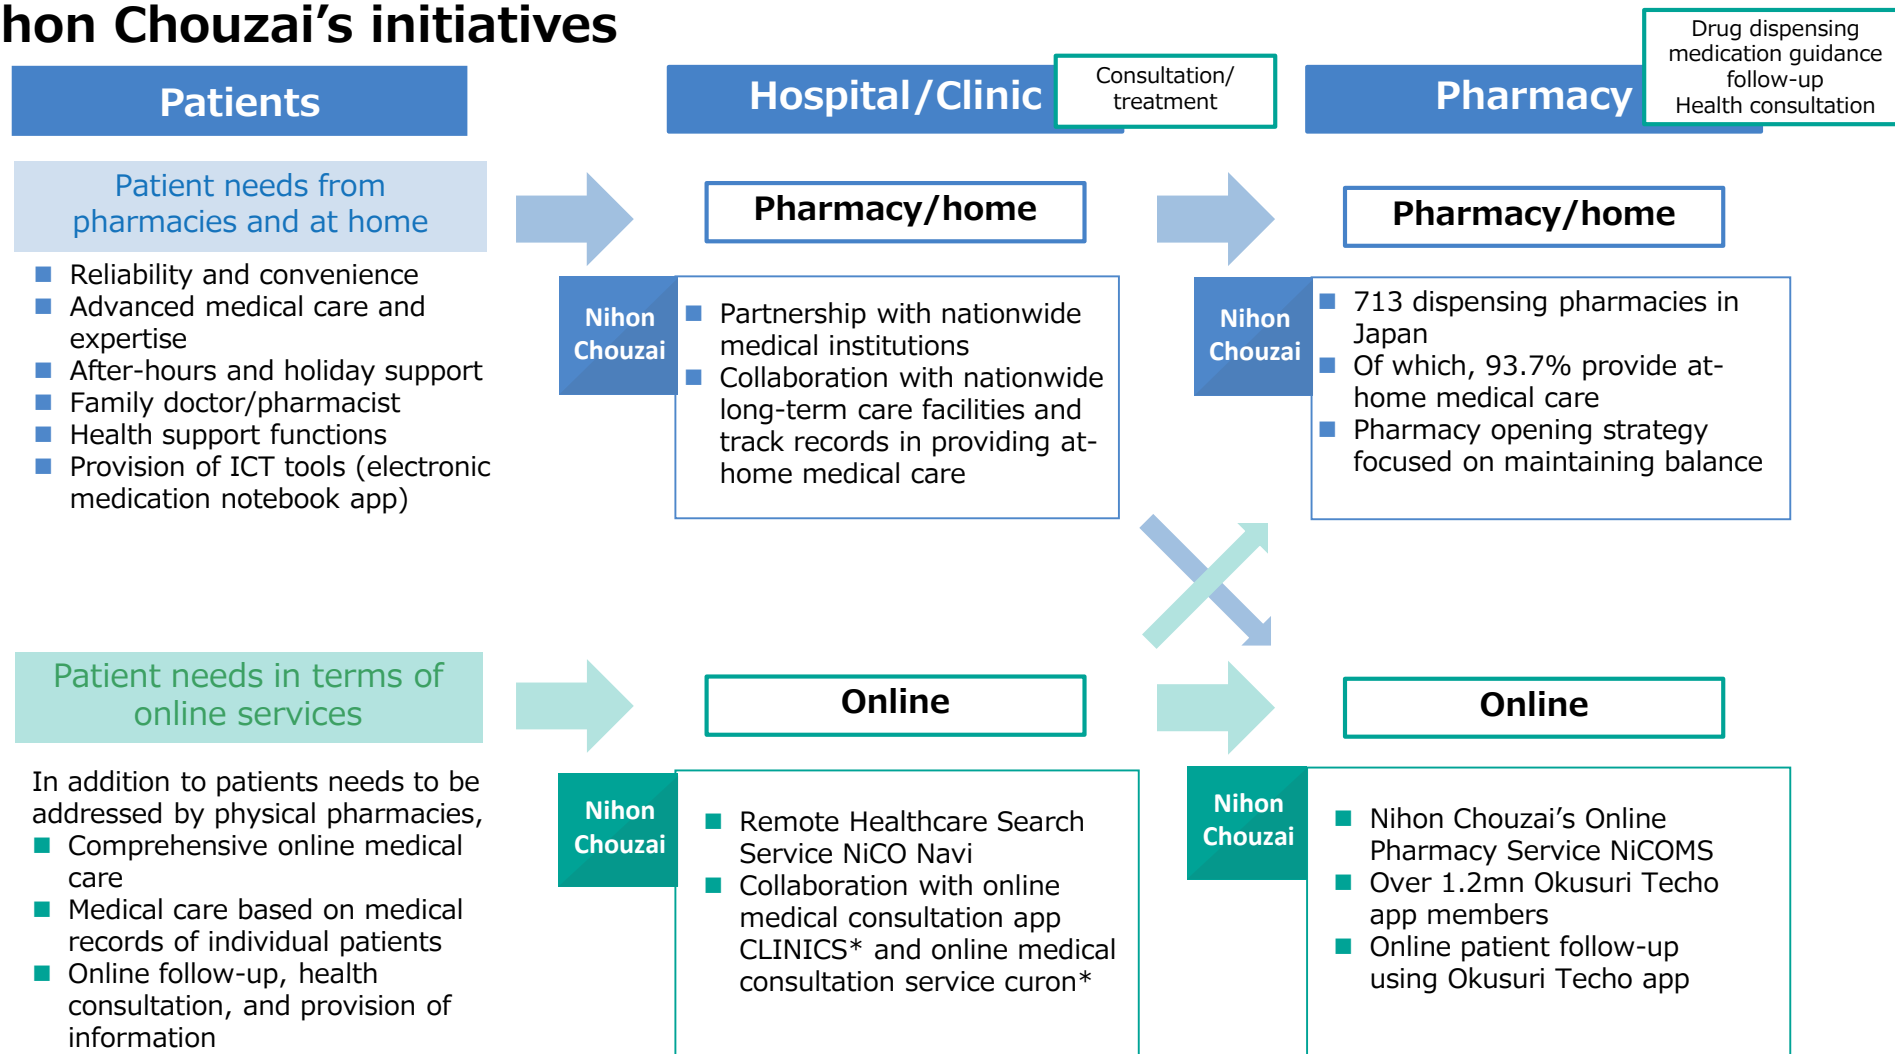 hon Chouzai’s initiatives
Patients
Hospital/Clinic
Consultation/
treatment
Pharmacy
Drug dispensing
medication guidance
follow-up
Health consultation
Patient needs from
pharmacies and at home
■ Reliability and convenience
■ Advanced medical care and
expertise
■ After-hours and holiday support
■ Family doctor/pharmacist
■ Health support functions
■ Provision of ICT tools (electronic
medication notebook app)
Pharmacy/home
Nihon
Chouzai
■ Partnership with nationwide
medical institutions
■ Collaboration with nationwide
long-term care facilities and
track records in providing at-
home medical care
Pharmacy/home
Nihon
Chouzai
■ 713 dispensing pharmacies in
Japan
■ Of which, 93.7% provide at-
home medical care
■ Pharmacy opening strategy
focused on maintaining balance
Patient needs in terms of
online services
In addition to patients needs to be
addressed by physical pharmacies,
■ Comprehensive online medical
care
■ Medical care based on medical
records of individual patients
■ Online follow-up, health
consultation, and provision of
information
Online
Nihon
Chouzai
■ Remote Healthcare Search
Service NiCO Navi
■ Collaboration with online
medical consultation app
CLINICS* and online medical
consultation service curon*
Online
Nihon
Chouzai
■ Nihon Chouzai’s Online
Pharmacy Service NiCOMS
■ Over 1.2mn Okusuri Techo
app members
■ Online patient follow-up
using Okusuri Techo app